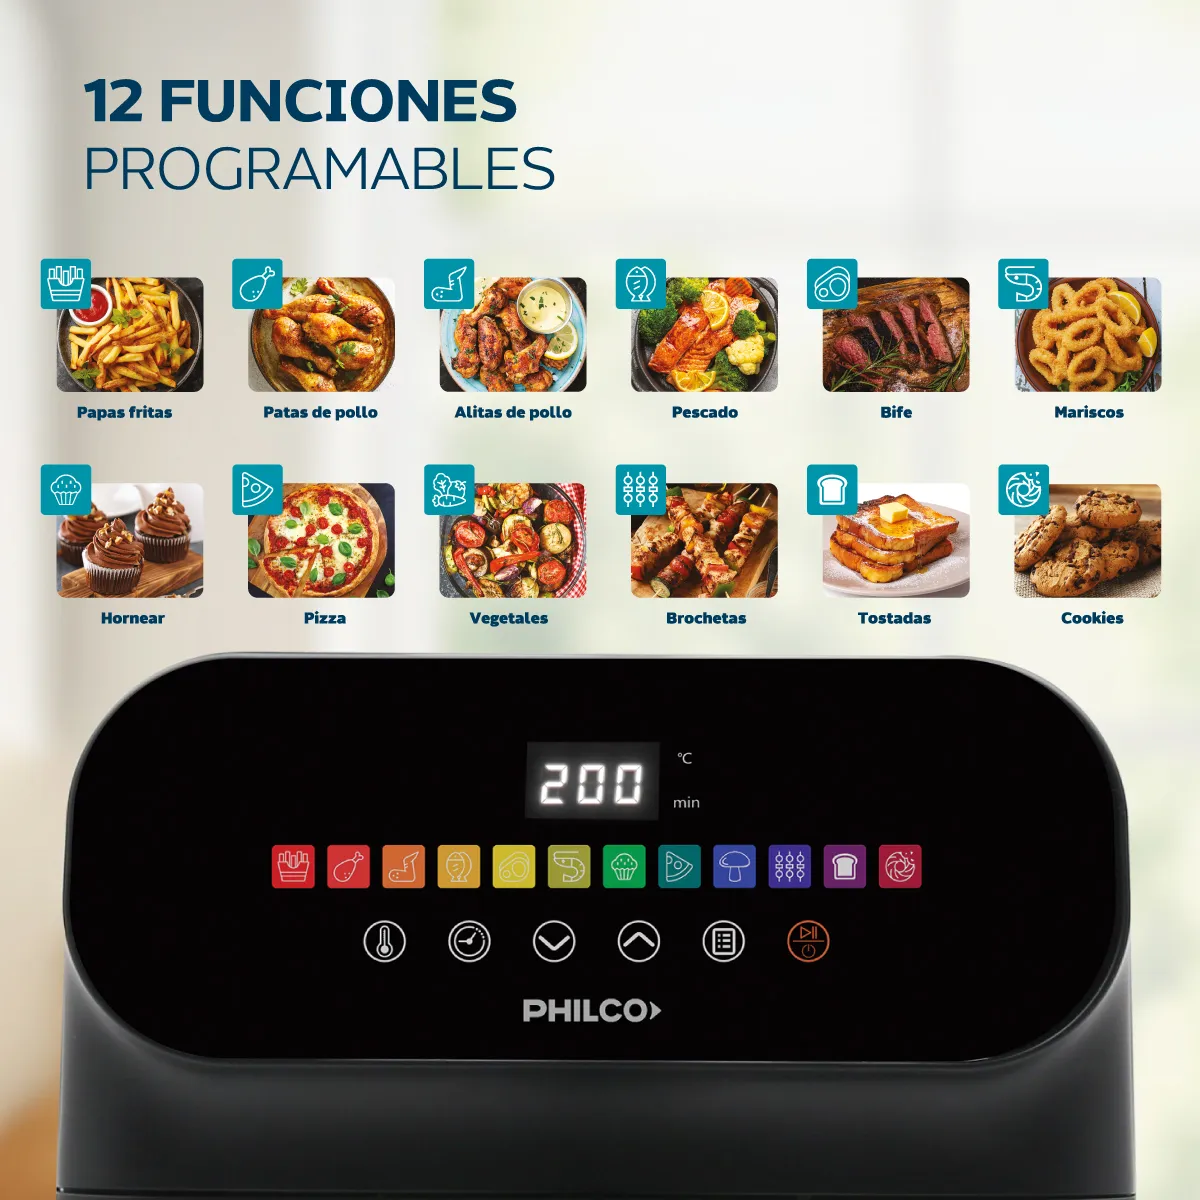 12 FUNCIONES
PROGRAMABLES
Papas fritas
Patas de pollo
Alitas de pollo
Pescado
Bife
Mariscos
Hornear
Pizza
Vegetales
Brochetas
Tostadas
Cookies
200
°C
min
PHILCO